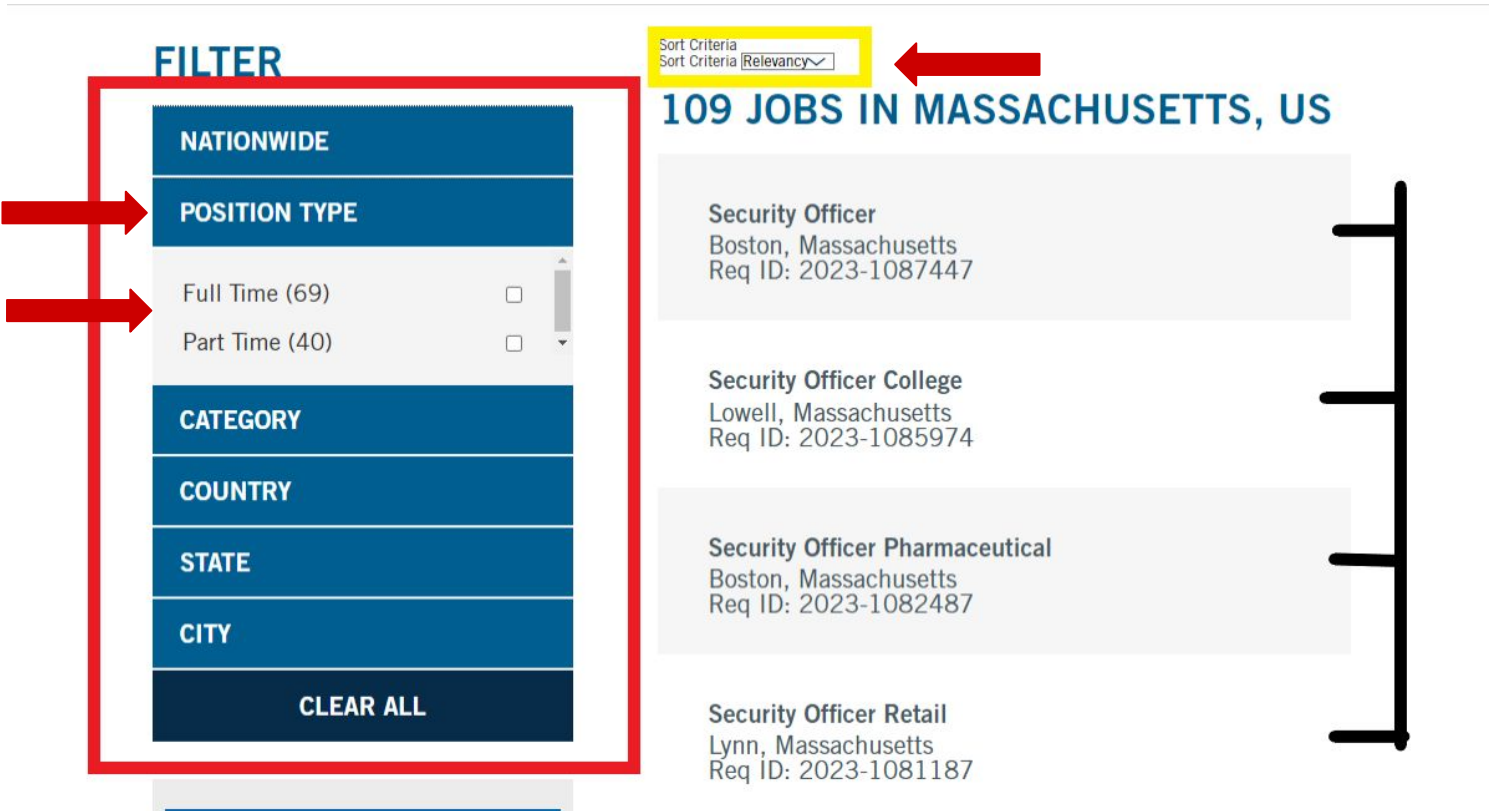 FILTER
NATIONWIDE
POSITION TYPE
Full Time (69)
Part Time (40)
CATEGORY
COUNTRY
STATE
CITY
CLEAR ALL
Sort Criteria
Sort Criteria Relevancy
109 JOBS IN MASSACHUSETTS, US
Security Officer
Boston, Massachusetts
Req ID: 2023-1087447
Security Officer College
Lowell, Massachusetts
Req ID: 2023-1085974
Security Officer Pharmaceutical
Boston, Massachusetts
Req ID: 2023-1082487
Security Officer Retail
Lynn, Massachusetts
Req ID: 2023-1081187